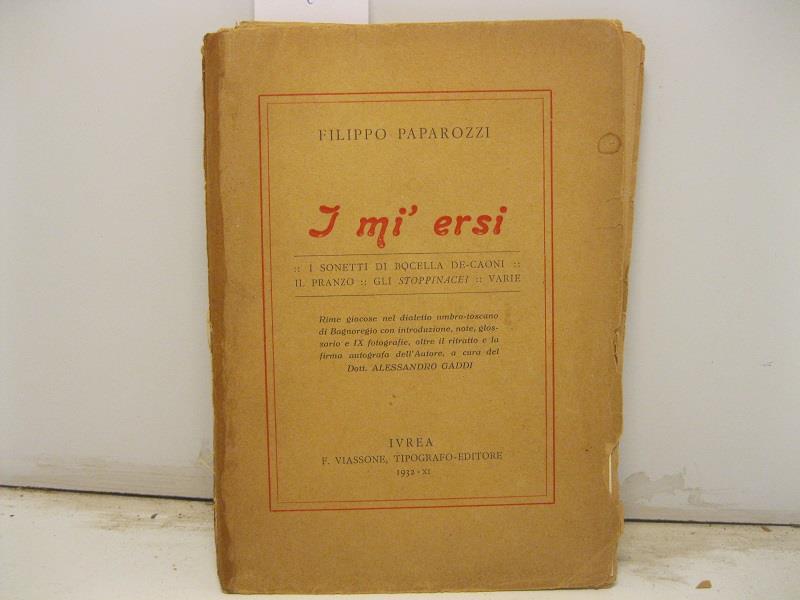 FILIPPO PAPAROZZI
I mi' ersi
:: I SONETTI DI BOCELLA DE-CAONI ::
IL PRANZO :: GLI STOPPINACEI :: VARIE
Rime giocose nel dialetto umbro-toscano
di Bagnoregio con introduzione, note, glos-
sario e IX fotografie, oltre il ritratto e la
firma autografa dell'Autore, a cura del
Dott. ALESSANDRO GADDI
IVREA
F. VIASSONE, TIPOGRAFO-EDITORE
1932-XI